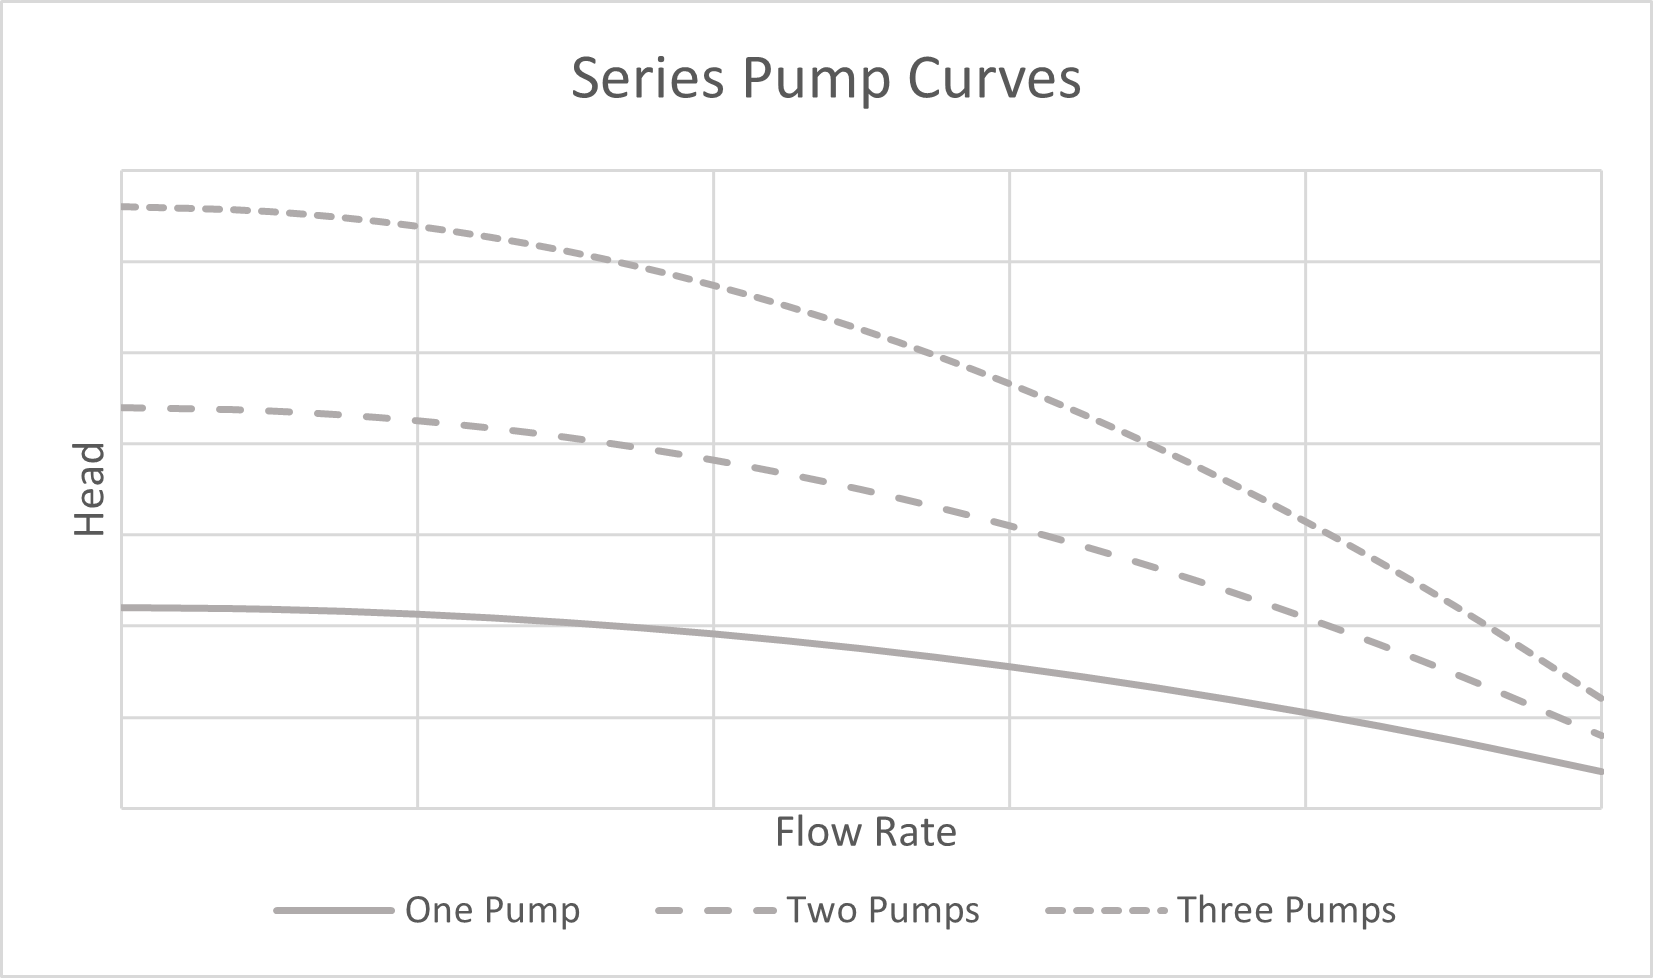 Series Pump Curves
Head
Flow Rate
One Pump
Two Pumps
Three Pumps